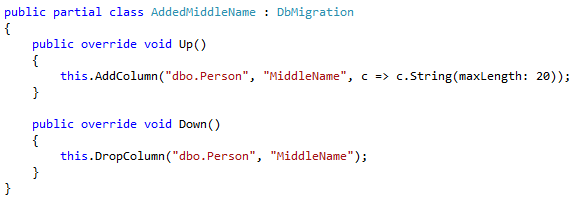 public partial class AddedMiddleName : DbMigration
{
    public override void Up()
    {
        this.AddColumn("dbo.Person", "MiddleName", c => c.String(maxLength: 20));
    }

    public override void Down()
    {
        this.DropColumn("dbo.Person", "MiddleName");
    }
}